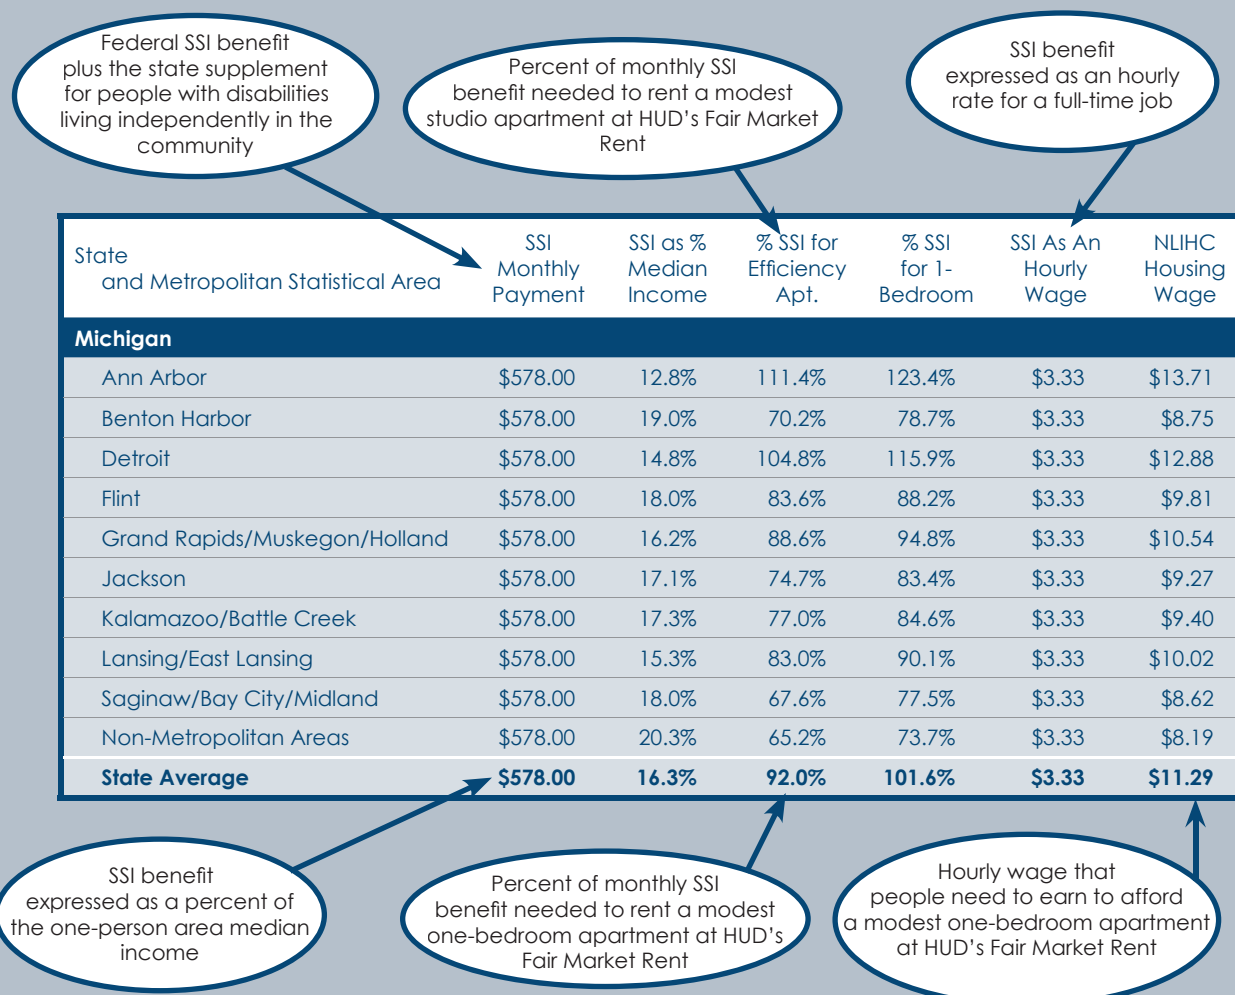 Federal SSI benefit
plus the state supplement
for people with disabilities
living independently in the
community
Percent of monthly SSI
benefit needed to rent a modest
studio apartment at HUD's Fair Market
Rent
SSI benefit
expressed as an hourly
rate for a full-time job
State
and Metropolitan Statistical Area
SSI
Monthly
Payment
SSI as %
Median
Income
% SSI for
Efficiency
Apt.
% SSI
for 1-
Bedroom
SSI As An
Hourly
Wage
NLIHC
Housing
Wage
Michigan
Ann Arbor $578.00 12.8% 111.4% 123.4% $3.33 $13.71
Benton Harbor $578.00 19.0% 70.2% 78.7% $3.33 $8.75
Detroit $578.00 14.8% 104.8% 115.9% $3.33 $12.88
Flint $578.00 18.0% 83.6% 88.2% $3.33 $9.81
Grand Rapids/Muskegon/Holland $578.00 16.2% 88.6% 94.8% $3.33 $10.54
Jackson $578.00 17.1% 74.7% 83.4% $3.33 $9.27
Kalamazoo/Battle Creek $578.00 17.3% 77.0% 84.6% $3.33 $9.40
Lansing/East Lansing $578.00 15.3% 83.0% 90.1% $3.33 $10.02
Saginaw/Bay City/Midland $578.00 18.0% 67.6% 77.5% $3.33 $8.62
Non-Metropolitan Areas $578.00 20.3% 65.2% 73.7% $3.33 $8.19
State Average $578.00 16.3% 92.0% 101.6% $3.33 $11.29
SSI benefit
expressed as a percent of
the one-person area median
income
Percent of monthly SSI
benefit needed to rent a modest
one-bedroom apartment at HUD's
Fair Market Rent
Hourly wage that
people need to earn to afford
a modest one-bedroom apartment
at HUD's Fair Market Rent